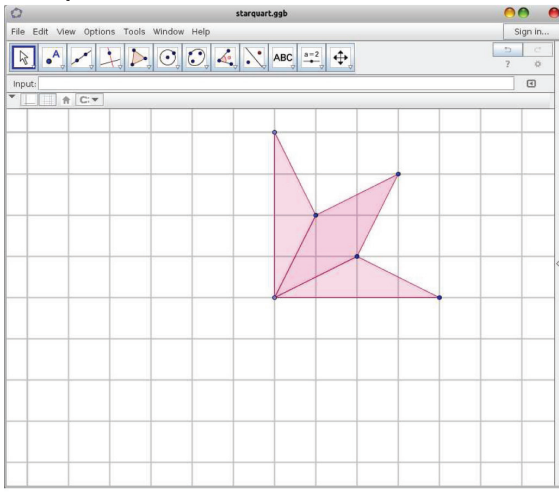 starquart.ggb
File Edit View Options Tools Window Help
Sign in...
A
ABC
a=2
?
Input:
C: